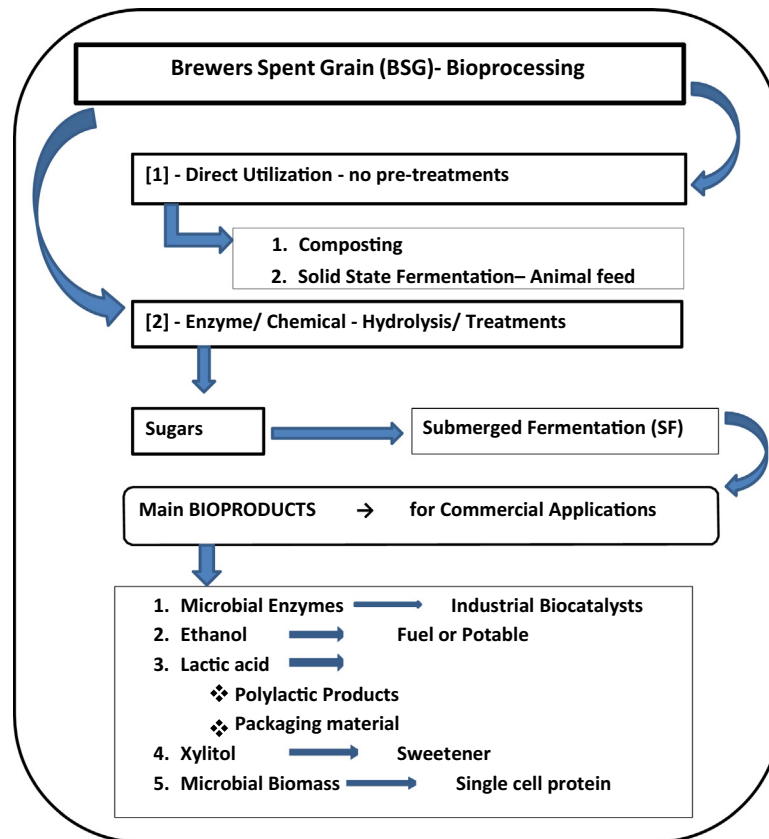 Brewers Spent Grain (BSG)- Bioprocessing
[1] - Direct Utilization - no pre-treatments
1. Composting
2. Solid State Fermentation– Animal feed
[2] - Enzyme/ Chemical - Hydrolysis/ Treatments
Sugars
Submerged Fermentation (SF)
Main BIOPRODUCTS → for Commercial Applications
1. Microbial Enzymes Industrial Biocatalysts
2. Ethanol Fuel or Potable
3. Lactic acid
❖ Polylactic Products
❖ Packaging material
4. Xylitol Sweetener
5. Microbial Biomass Single cell protein